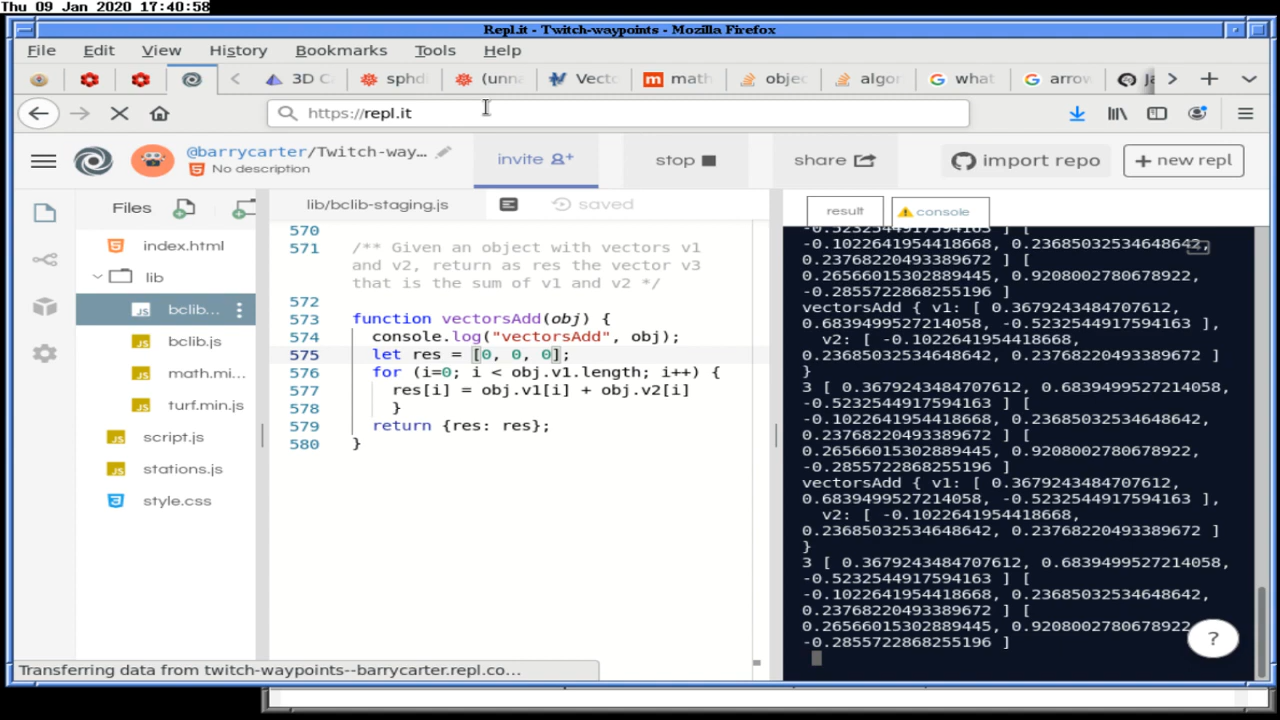 Thu 09 Jan 2020 17:40:58
Repl.it - Twitch-waypoints - Mozilla Firefox
File Edit View History Bookmarks Tools Help
3D C sphd (unna Vecto math objec algor what arrow
https://repl.it
@barrycarter/Twitch-way...
No description
invite
stop
share
import repo
+ new repl
Files
lib/bclib-staging.js
saved
result
console
index.html
lib
bclib...
bclib.js
math.mi...
turf.min.js
script.js
stations.js
style.css
570
571 /** Given an object with vectors v1
and v2, return as res the vector v3
that is the sum of v1 and v2 */
572
573 function vectorsAdd(obj) {
574 console.log("vectorsAdd", obj);
575 let res = [0, 0, 0];
576 for (i=0; i < obj.v1.length; i++) {
577 res[i] = obj.v1[i] + obj.v2[i]
578 }
579 return {res: res};
580 }
-0.5232544917594163 ] [
-0.1022641954418668, 0.23685032534648642,
0.23768220493389672 ] [
0.26566015302889445, 0.9208002780678922,
-0.2855722868255196 ]
vectorsAdd { v1: [ 0.3679243484707612,
0.6839499527214058, -0.5232544917594163 ],
v2: [ -0.1022641954418668,
0.23685032534648642, 0.23768220493389672 ]
}
3 [ 0.3679243484707612, 0.6839499527214058,
-0.5232544917594163 ] [
-0.1022641954418668, 0.23685032534648642,
0.23768220493389672 ] [
0.26566015302889445, 0.9208002780678922,
-0.2855722868255196 ]
vectorsAdd { v1: [ 0.3679243484707612,
0.6839499527214058, -0.5232544917594163 ],
v2: [ -0.1022641954418668,
0.23685032534648642, 0.23768220493389672 ]
}
3 [ 0.3679243484707612, 0.6839499527214058,
-0.5232544917594163 ] [
-0.1022641954418668, 0.23685032534648642,
0.23768220493389672 ] [
0.26566015302889445, 0.9208002780678922,
-0.2855722868255196 ]
?
Transferring data from twitch-waypoints--barrycarter.repl.co...